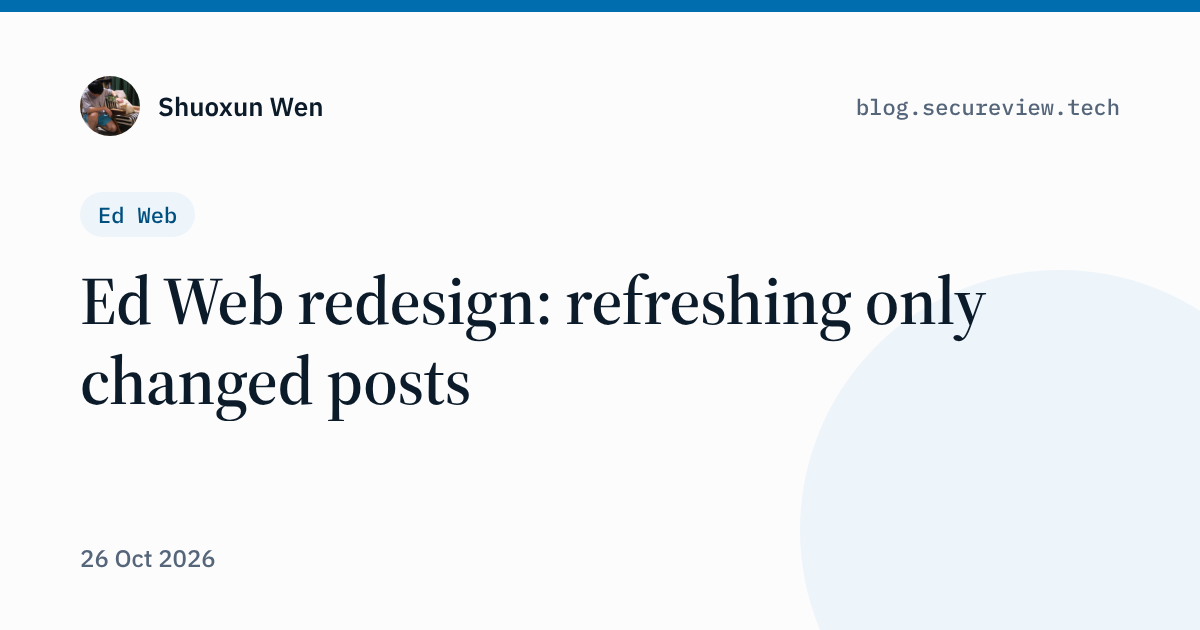 Shuoxun Wen
blog.secureview.tech
Ed Web
Ed Web redesign: refreshing only
changed posts
26 Oct 2026